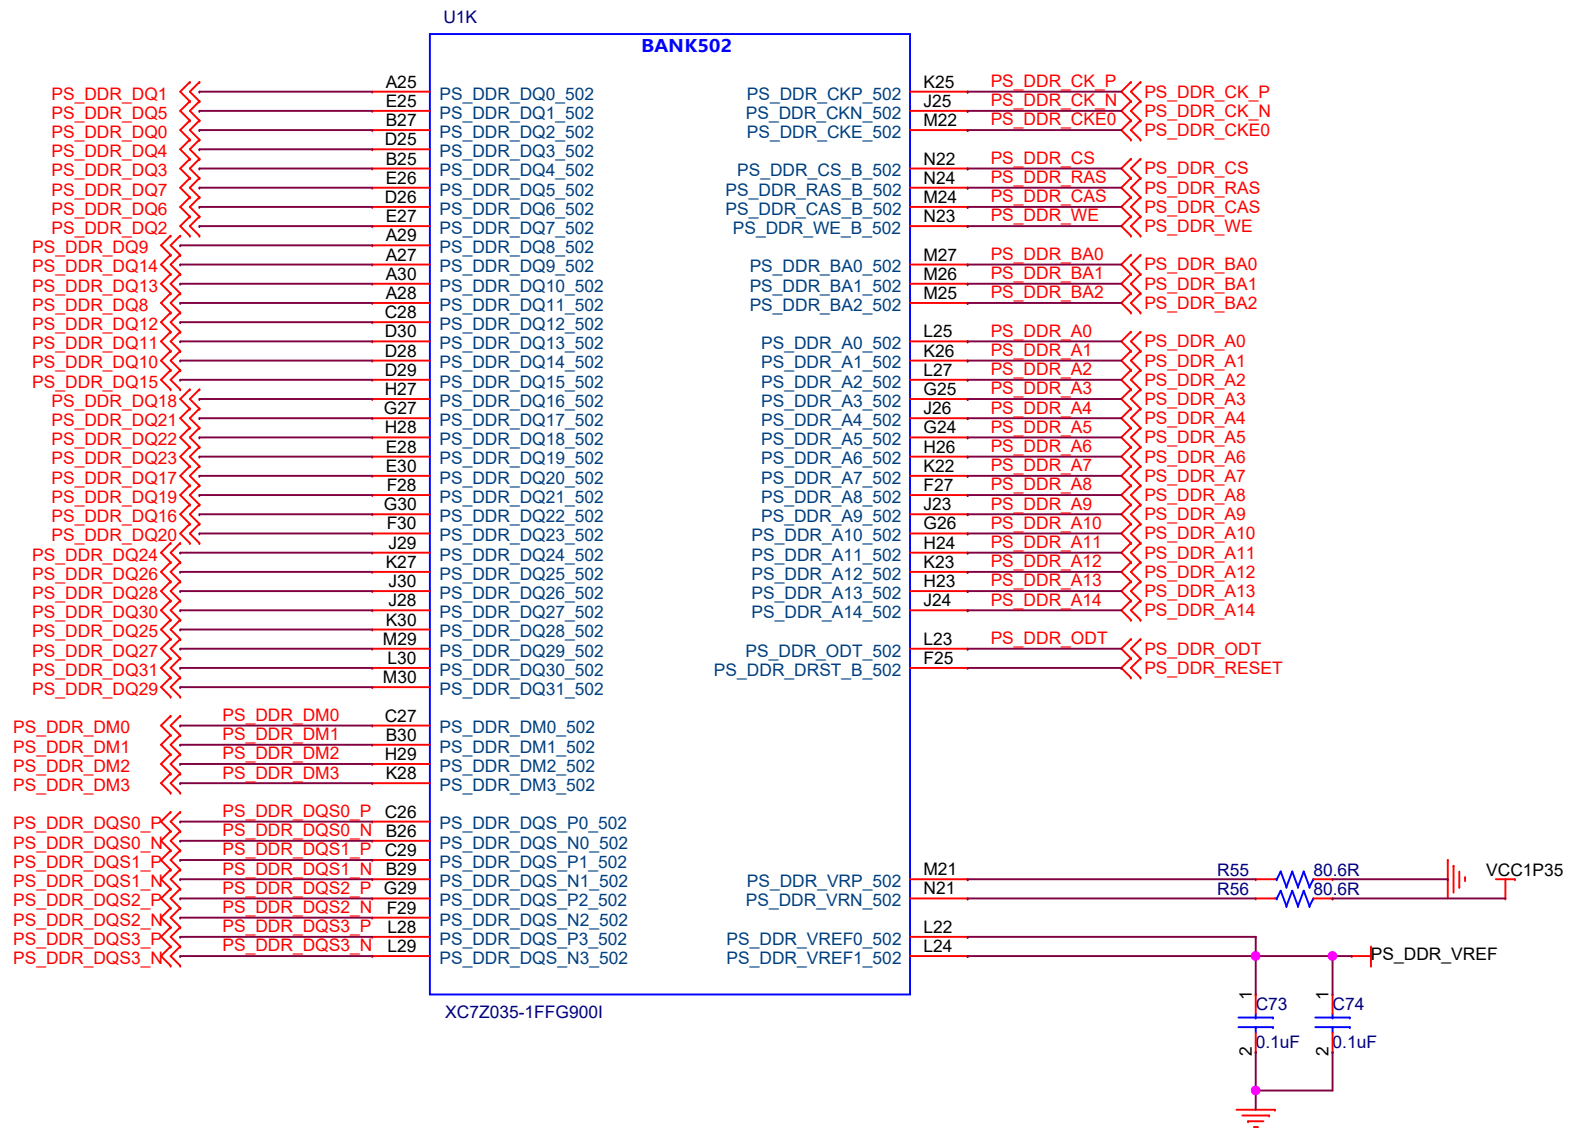 U1K
BANK502
PS_DDR_DQ1 A25 PS_DDR_DQ0_502
PS_DDR_DQ5 E25 PS_DDR_DQ1_502
PS_DDR_DQ0 B27 PS_DDR_DQ2_502
PS_DDR_DQ4 D25 PS_DDR_DQ3_502
PS_DDR_DQ3 B25 PS_DDR_DQ4_502
PS_DDR_DQ7 E26 PS_DDR_DQ5_502
PS_DDR_DQ6 D26 PS_DDR_DQ6_502
PS_DDR_DQ2 E27 PS_DDR_DQ7_502
PS_DDR_DQ9 A29 PS_DDR_DQ8_502
PS_DDR_DQ14 A27 PS_DDR_DQ9_502
PS_DDR_DQ13 A30 PS_DDR_DQ10_502
PS_DDR_DQ8 A28 PS_DDR_DQ11_502
PS_DDR_DQ12 C28 PS_DDR_DQ12_502
PS_DDR_DQ11 D30 PS_DDR_DQ13_502
PS_DDR_DQ10 D28 PS_DDR_DQ14_502
PS_DDR_DQ15 D29 PS_DDR_DQ15_502
PS_DDR_DQ18 H27 PS_DDR_DQ16_502
PS_DDR_DQ21 G27 PS_DDR_DQ17_502
PS_DDR_DQ22 H28 PS_DDR_DQ18_502
PS_DDR_DQ23 E28 PS_DDR_DQ19_502
PS_DDR_DQ17 E30 PS_DDR_DQ20_502
PS_DDR_DQ19 F28 PS_DDR_DQ21_502
PS_DDR_DQ16 G30 PS_DDR_DQ22_502
PS_DDR_DQ20 F30 PS_DDR_DQ23_502
PS_DDR_DQ24 J29 PS_DDR_DQ24_502
PS_DDR_DQ26 K27 PS_DDR_DQ25_502
PS_DDR_DQ28 J30 PS_DDR_DQ26_502
PS_DDR_DQ30 J28 PS_DDR_DQ27_502
PS_DDR_DQ25 K30 PS_DDR_DQ28_502
PS_DDR_DQ27 M29 PS_DDR_DQ29_502
PS_DDR_DQ31 L30 PS_DDR_DQ30_502
PS_DDR_DQ29 M30 PS_DDR_DQ31_502
PS_DDR_DM0 PS_DDR_DM0 C27 PS_DDR_DM0_502
PS_DDR_DM1 PS_DDR_DM1 B30 PS_DDR_DM1_502
PS_DDR_DM2 PS_DDR_DM2 H29 PS_DDR_DM2_502
PS_DDR_DM3 PS_DDR_DM3 K28 PS_DDR_DM3_502
PS_DDR_DQS0_P PS_DDR_DQS0_P C26 PS_DDR_DQS_P0_502
PS_DDR_DQS0_N PS_DDR_DQS0_N B26 PS_DDR_DQS_N0_502
PS_DDR_DQS1_P PS_DDR_DQS1_P C29 PS_DDR_DQS_P1_502
PS_DDR_DQS1_N PS_DDR_DQS1_N B29 PS_DDR_DQS_N1_502
PS_DDR_DQS2_P PS_DDR_DQS2_P G29 PS_DDR_DQS_P2_502
PS_DDR_DQS2_N PS_DDR_DQS2_N F29 PS_DDR_DQS_N2_502
PS_DDR_DQS3_P PS_DDR_DQS3_P L28 PS_DDR_DQS_P3_502
PS_DDR_DQS3_N PS_DDR_DQS3_N L29 PS_DDR_DQS_N3_502
PS_DDR_CKP_502 K25 PS_DDR_CK_P PS_DDR_CK_P
PS_DDR_CKN_502 J25 PS_DDR_CK_N PS_DDR_CK_N
PS_DDR_CKE_502 M22 PS_DDR_CKE0 PS_DDR_CKE0
PS_DDR_CS_B_502 N22 PS_DDR_CS PS_DDR_CS
PS_DDR_RAS_B_502 N24 PS_DDR_RAS PS_DDR_RAS
PS_DDR_CAS_B_502 M24 PS_DDR_CAS PS_DDR_CAS
PS_DDR_WE_B_502 N23 PS_DDR_WE PS_DDR_WE
PS_DDR_BA0_502 M27 PS_DDR_BA0 PS_DDR_BA0
PS_DDR_BA1_502 M26 PS_DDR_BA1 PS_DDR_BA1
PS_DDR_BA2_502 M25 PS_DDR_BA2 PS_DDR_BA2
PS_DDR_A0_502 L25 PS_DDR_A0 PS_DDR_A0
PS_DDR_A1_502 K26 PS_DDR_A1 PS_DDR_A1
PS_DDR_A2_502 L27 PS_DDR_A2 PS_DDR_A2
PS_DDR_A3_502 G25 PS_DDR_A3 PS_DDR_A3
PS_DDR_A4_502 J26 PS_DDR_A4 PS_DDR_A4
PS_DDR_A5_502 G24 PS_DDR_A5 PS_DDR_A5
PS_DDR_A6_502 H26 PS_DDR_A6 PS_DDR_A6
PS_DDR_A7_502 K22 PS_DDR_A7 PS_DDR_A7
PS_DDR_A8_502 F27 PS_DDR_A8 PS_DDR_A8
PS_DDR_A9_502 J23 PS_DDR_A9 PS_DDR_A9
PS_DDR_A10_502 G26 PS_DDR_A10 PS_DDR_A10
PS_DDR_A11_502 H24 PS_DDR_A11 PS_DDR_A11
PS_DDR_A12_502 K23 PS_DDR_A12 PS_DDR_A12
PS_DDR_A13_502 H23 PS_DDR_A13 PS_DDR_A13
PS_DDR_A14_502 J24 PS_DDR_A14 PS_DDR_A14
PS_DDR_ODT_502 L23 PS_DDR_ODT PS_DDR_ODT
PS_DDR_DRST_B_502 F25 PS_DDR_RESET
PS_DDR_VRP_502 M21 R55 80.6R VCC1P35
PS_DDR_VRN_502 N21 R56 80.6R
PS_DDR_VREF0_502 L22
PS_DDR_VREF1_502 L24 PS_DDR_VREF
1 C73 1 C74
2 0.1uF 2 0.1uF
XC7Z035-1FFG900I